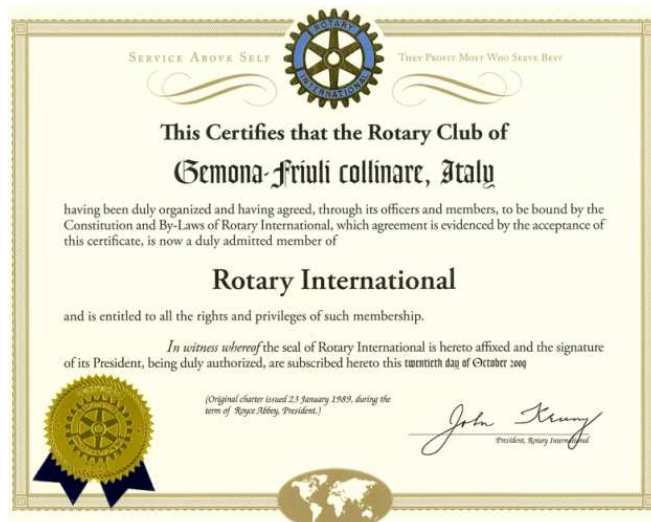 SERVICE ABOVE SELF
ROTARY
INTERNATIONAL
THEY PROFIT MOST WHO SERVE BEST
This Certifies that the Rotary Club of
Gemona-Friuli collinare, Italy
having been duly organized and having agreed, through its officers and members, to be bound by the
Constitution and By-Laws of Rotary International, which agreement is evidenced by the acceptance of
this certificate, is now a duly admitted member of
Rotary International
and is entitled to all the rights and privileges of such membership.
In witness whereof the seal of Rotary International is hereto affixed and the signature
of its President, being duly authorized, are subscribed hereto this twentieth day of October 2009
(Original charter issued 23 January 1989, during the
term of Royce Abbey, President.)
John
President, Rotary International